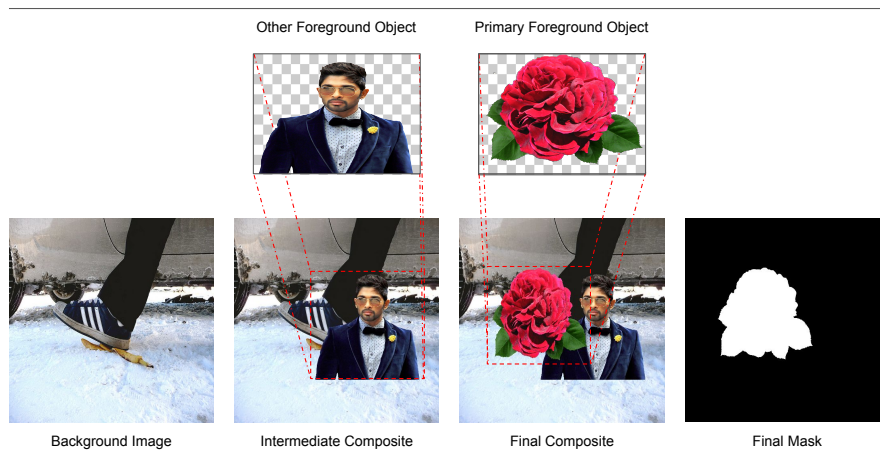 Other Foreground Object
Primary Foreground Object
Background Image
Intermediate Composite
Final Composite
Final Mask